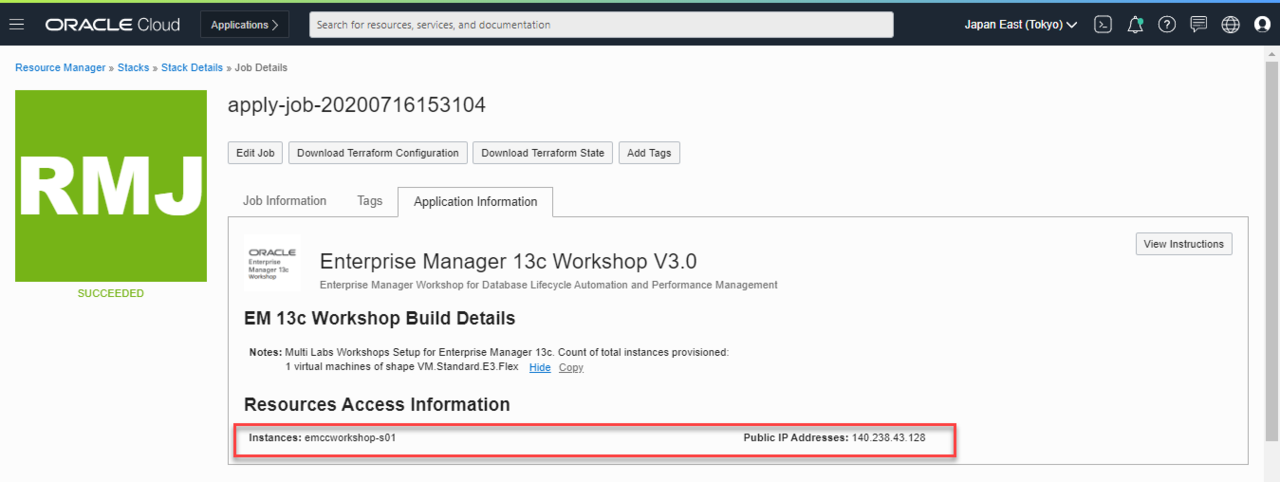 ORACLE Cloud
Applications >
Search for resources, services, and documentation
Japan East (Tokyo)
Resource Manager » Stacks » Stack Details » Job Details
RMJ
SUCCEEDED
apply-job-20200716153104
Edit Job
Download Terraform Configuration
Download Terraform State
Add Tags
Job Information
Tags
Application Information
ORACLE
Enterprise
Manager 13c
Workshop
Enterprise Manager 13c Workshop V3.0
Enterprise Manager Workshop for Database Lifecycle Automation and Performance Management
View Instructions
EM 13c Workshop Build Details
Notes: Multi Labs Workshops Setup for Enterprise Manager 13c. Count of total instances provisioned:
1 virtual machines of shape VM.Standard.E3.Flex Hide Copy
Resources Access Information
Instances: emccworkshop-s01
Public IP Addresses: 140.238.43.128